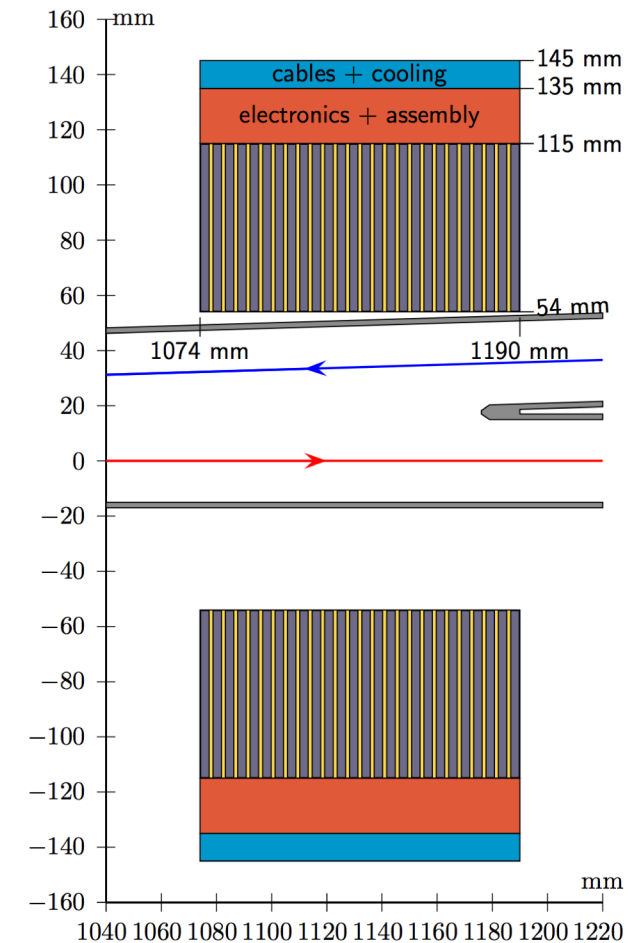 160 mm
cables + cooling 145 mm
140
135 mm
electronics + assembly
120
115 mm
100
80
60
54 mm
1074 mm 1190 mm
40
20
0
−20
−40
−60
−80
−100
−120
−140
mm
−160
1040 1060 1080 1100 1120 1140 1160 1180 1200 1220